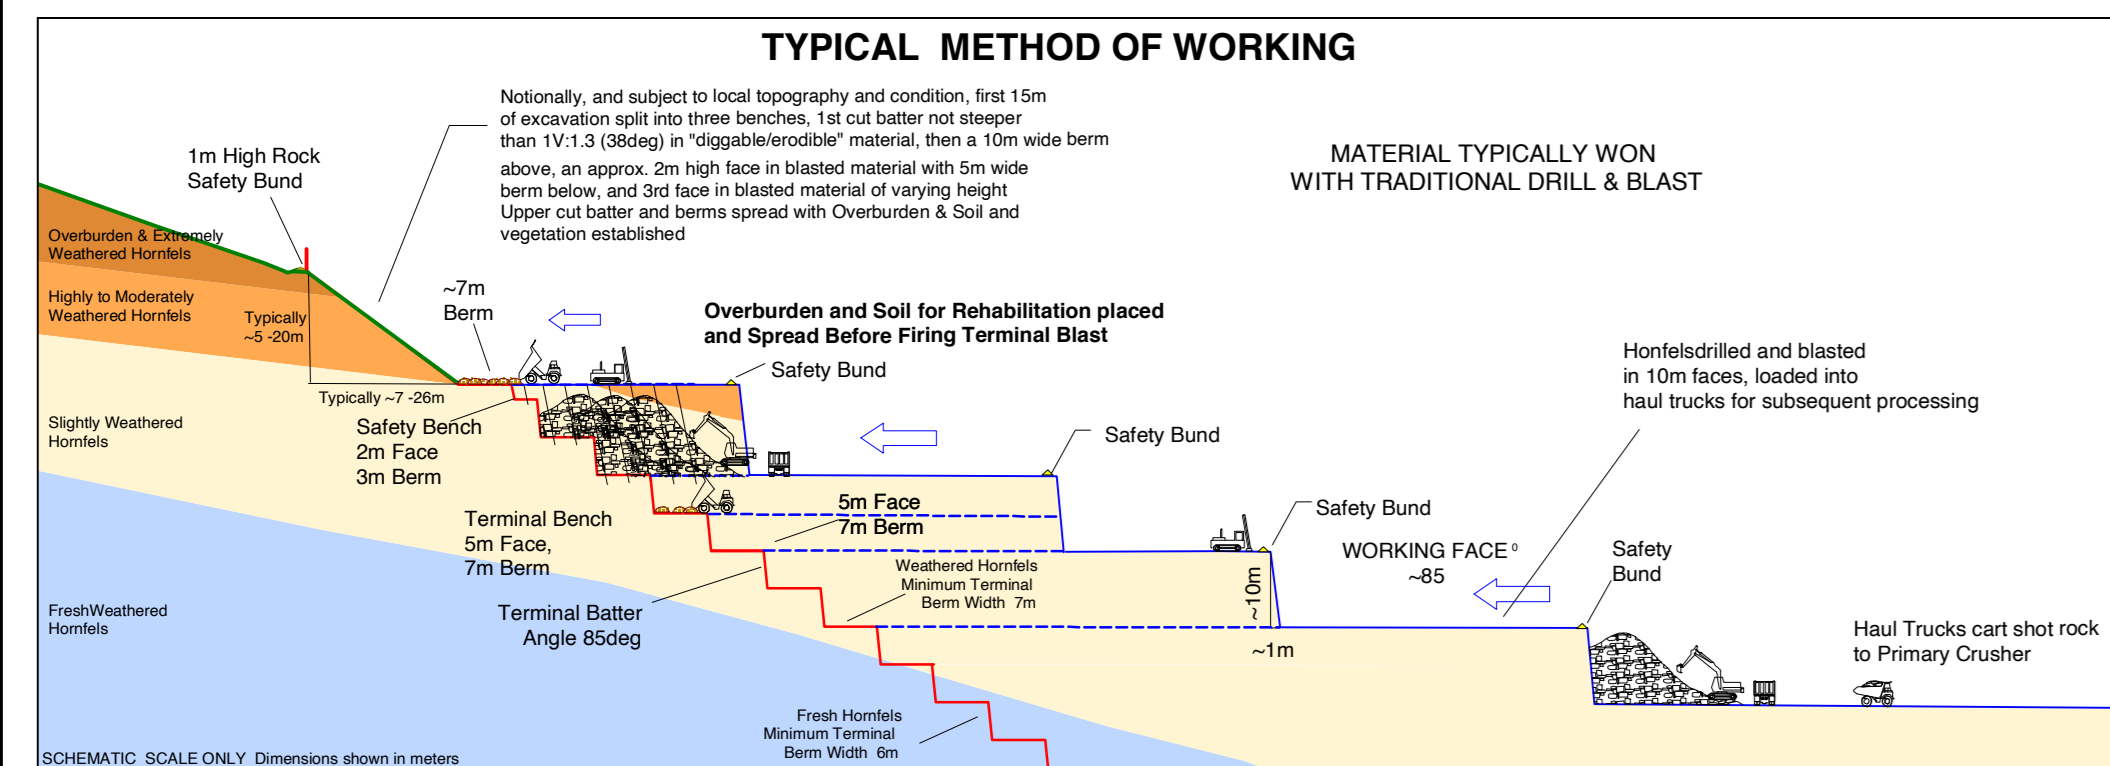 TYPICAL  METHOD OF WORKING
Notionally, and subject to local topography and condition, first 15m
of excavation split into three benches, 1st cut batter not steeper
than 1V:1.3 (38deg) in "diggable/erodible" material, then a 10m wide berm
above, an approx. 2m high face in blasted material with 5m wide
berm below, and 3rd face in blasted material of varying height
Upper cut batter and berms spread with Overburden & Soil and
vegetation established
1m High Rock
Safety Bund
MATERIAL TYPICALLY WON
WITH TRADITIONAL DRILL & BLAST
Overburden & Extremely
Weathered Hornfels
Highly to Moderately
Weathered Hornfels
Typically
~5 -20m
~7m
Berm
Overburden and Soil for Rehabilitation placed
and Spread Before Firing Terminal Blast
Safety Bund
Honfelsdrilled and blasted
in 10m faces, loaded into
haul trucks for subsequent processing
Typically ~7 -26m
Slightly Weathered
Hornfels
Safety Bench
2m Face
3m Berm
Safety Bund
5m Face
7m Berm
Terminal Bench
5m Face,
7m Berm
Safety Bund
WORKING FACE 0
~85
Safety
Bund
Weathered Hornfels
Minimum Terminal
Berm Width  7m
~10m
~1m
FreshWeathered
Hornfels
Terminal Batter
Angle 85deg
Haul Trucks cart shot rock
to Primary Crusher
Fresh Hornfels
Minimum Terminal
Berm Width  6m
SCHEMATIC  SCALE ONLY  Dimensions shown in meters